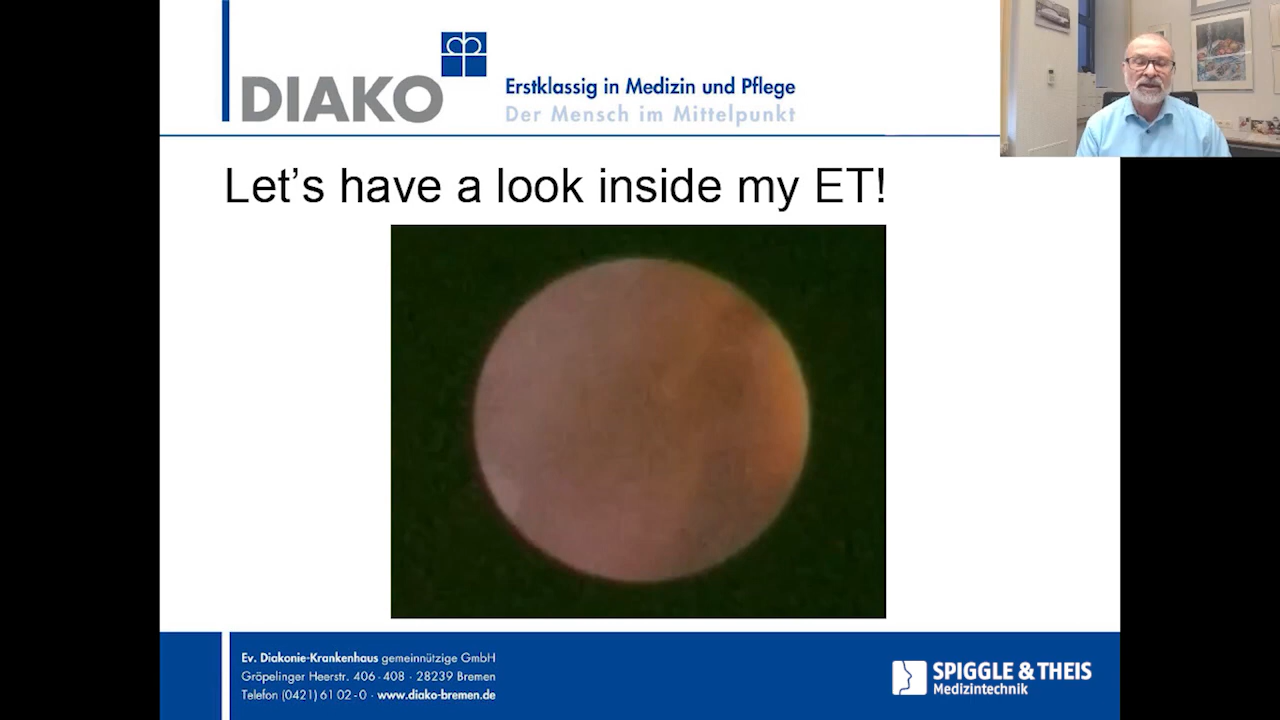 DIAKO
Erstklassig in Medizin und Pflege
Der Mensch im Mittelpunkt
Let's have a look inside my ET!
Ev. Diakonie-Krankenhaus gemeinnützige GmbH
Gröpelinger Heerstr. 406 - 408 · 28239 Bremen
Telefon (0421) 61 02 - 0 · www.diako-bremen.de
SPIGGLE & THEIS
Medizintechnik